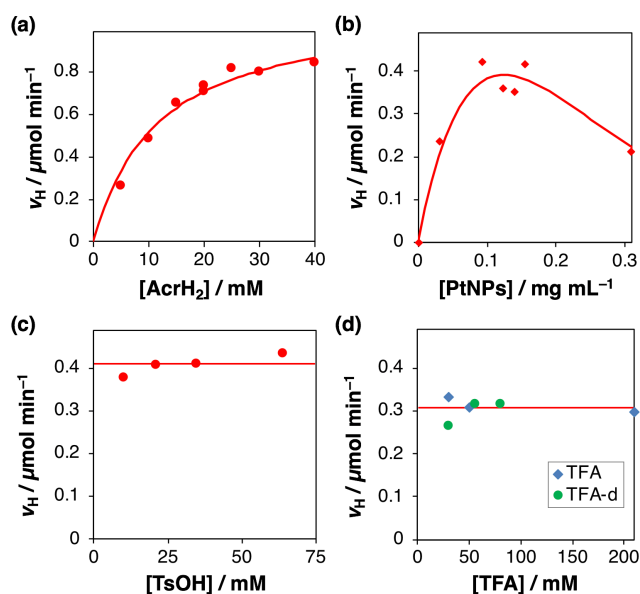 (a)
v_H / μmol min⁻¹
0.8
0.6
0.4
0.2
0
0 10 20 30 40
[AcrH₂] / mM
(b)
v_H / μmol min⁻¹
0.4
0.3
0.2
0.1
0
0 0.1 0.2 0.3
[PtNPs] / mg mL⁻¹
(c)
v_H / μmol min⁻¹
0.4
0.3
0.2
0.1
0
0 25 50 75
[TsOH] / mM
(d)
v_H / μmol min⁻¹
0.4
0.3
0.2
0.1
0
0 50 100 150 200
[TFA] / mM
TFA
TFA-d